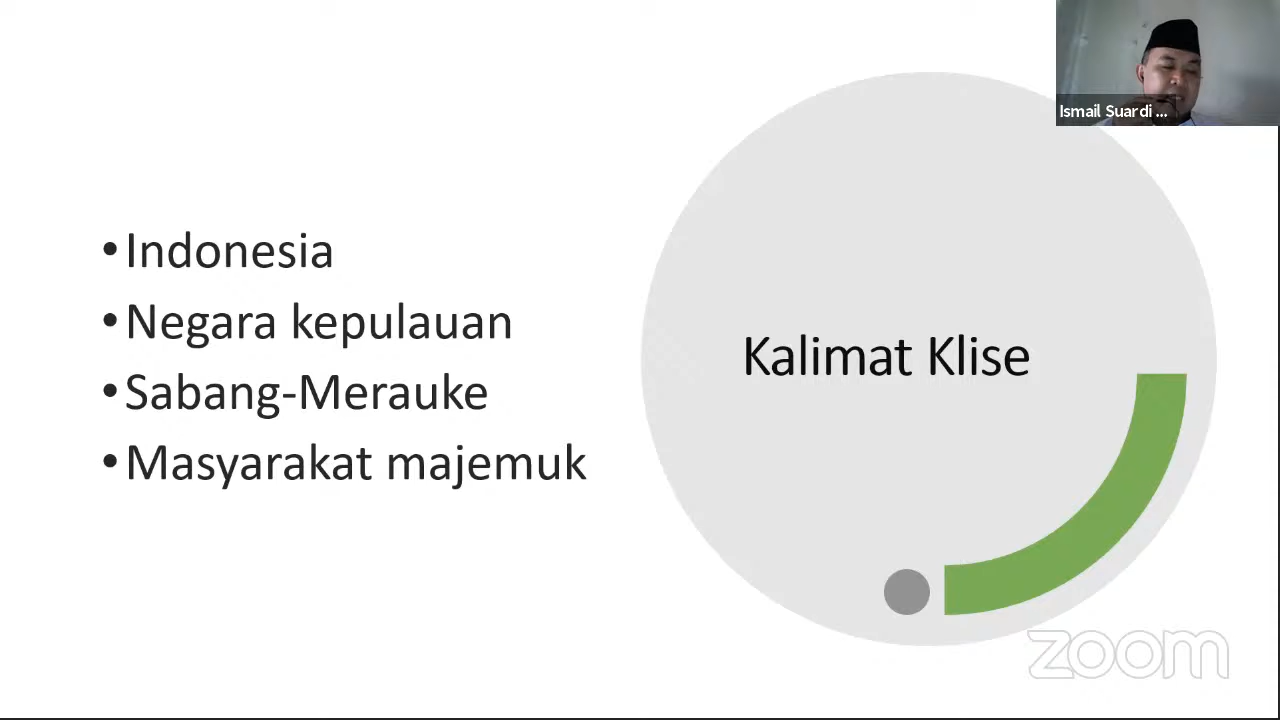 Ismail Suardi ...
• Indonesia
• Negara kepulauan
• Sabang-Merauke
• Masyarakat majemuk
Kalimat Klise
zoom